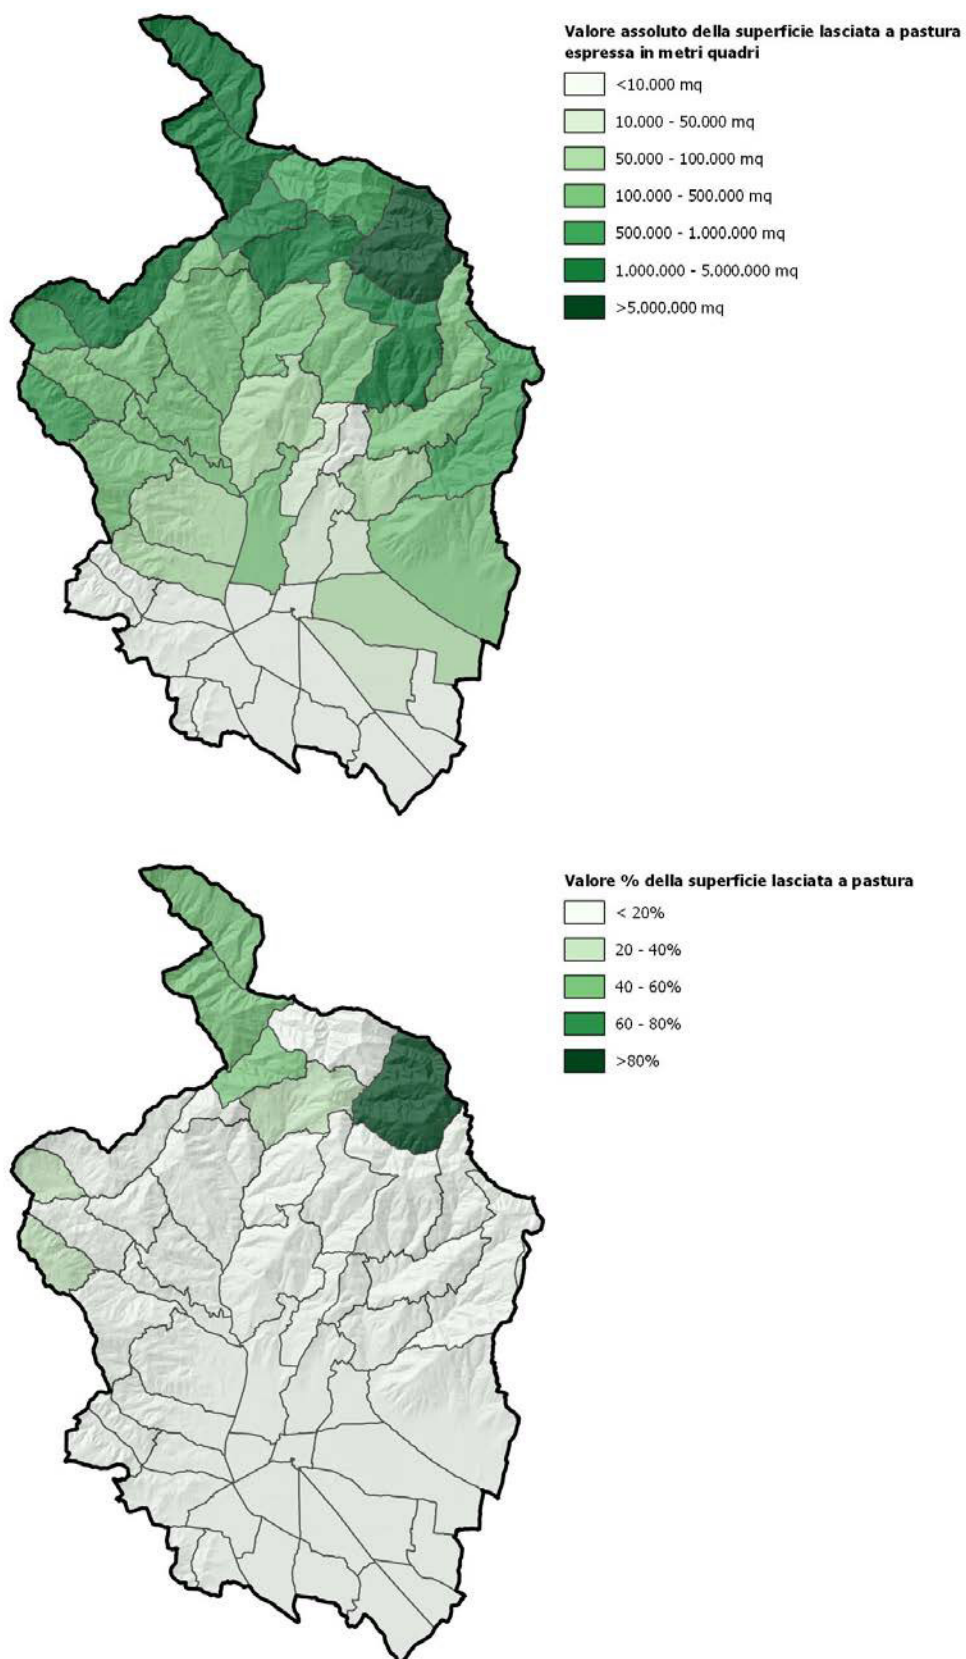 Valore assoluto della superficie lasciata a pastura
espressa in metri quadri
<10.000 mq
10.000 - 50.000 mq
50.000 - 100.000 mq
100.000 - 500.000 mq
500.000 - 1.000.000 mq
1.000.000 - 5.000.000 mq
>5.000.000 mq
Valore % della superficie lasciata a pastura
< 20%
20 - 40%
40 - 60%
60 - 80%
>80%